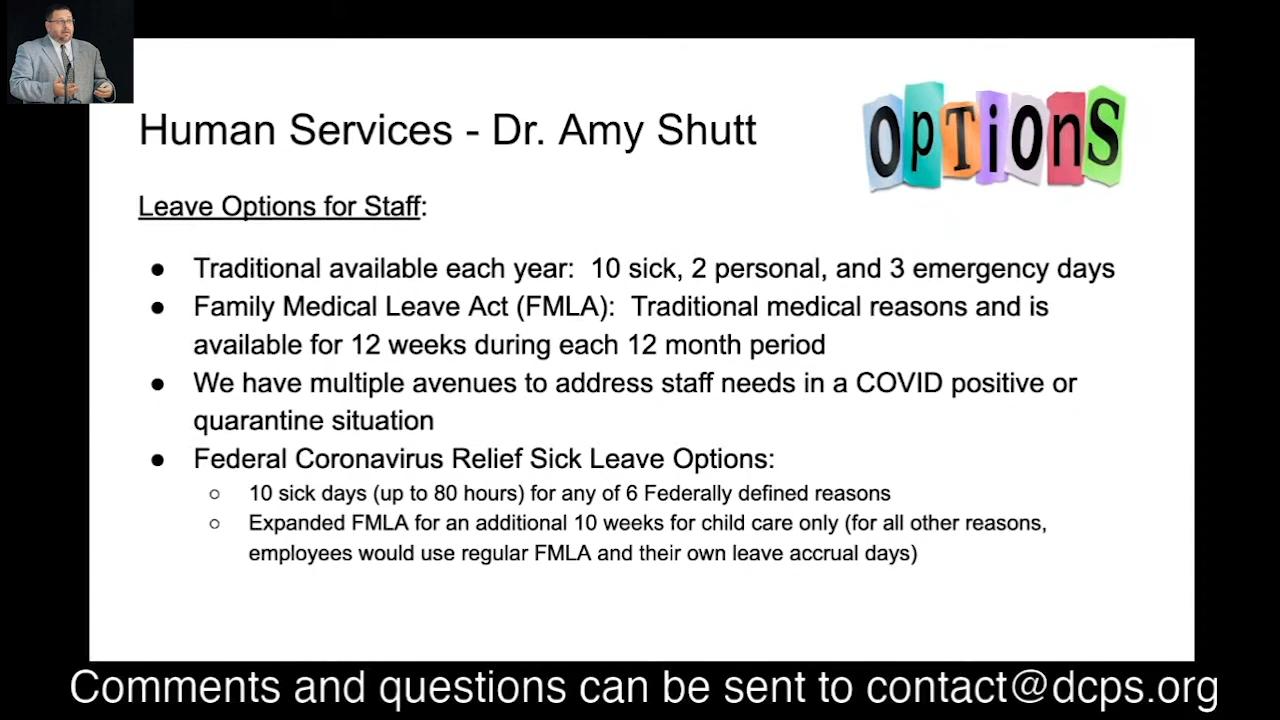 OPTiOnS
Human Services - Dr. Amy Shutt
Leave Options for Staff:
● Traditional available each year:  10 sick, 2 personal, and 3 emergency days
● Family Medical Leave Act (FMLA):  Traditional medical reasons and is
available for 12 weeks during each 12 month period
● We have multiple avenues to address staff needs in a COVID positive or
quarantine situation
● Federal Coronavirus Relief Sick Leave Options:
○ 10 sick days (up to 80 hours) for any of 6 Federally defined reasons
○ Expanded FMLA for an additional 10 weeks for child care only (for all other reasons,
employees would use regular FMLA and their own leave accrual days)
Comments and questions can be sent to contact@dcps.org